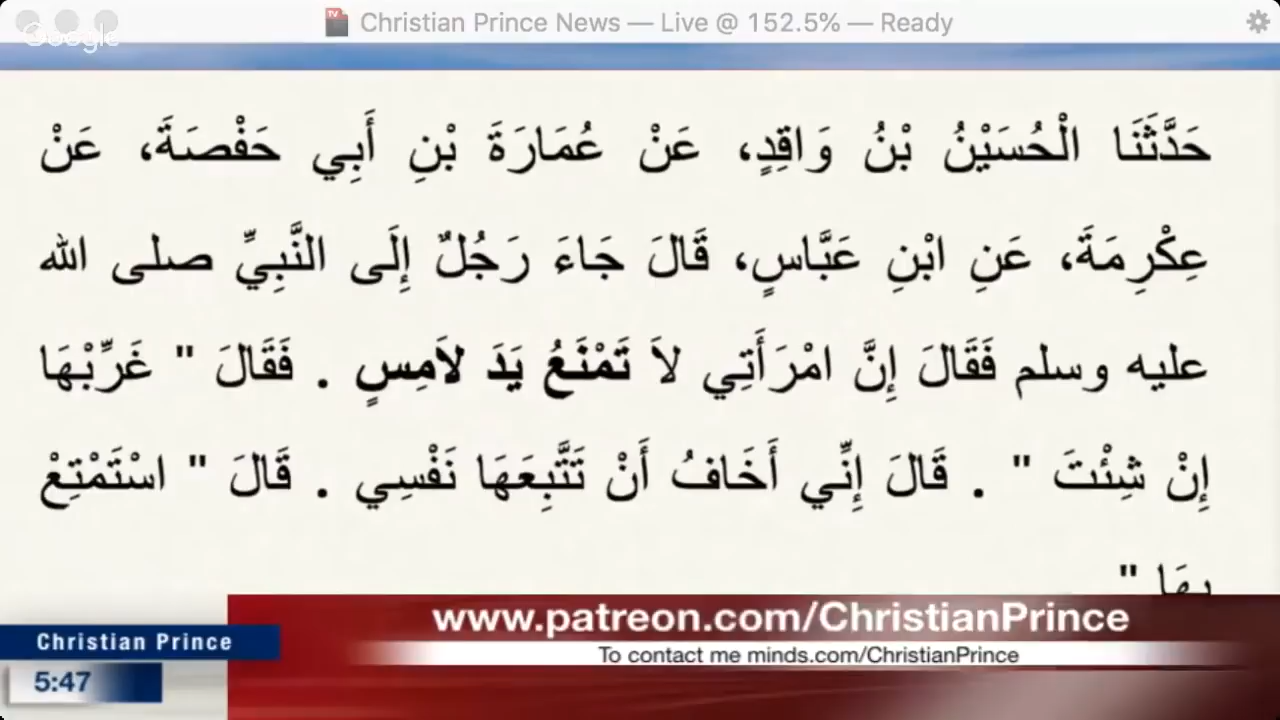 Christian Prince News — Live @ 152.5% — Ready
Google
حَدَّثَنَا الْحُسَيْنُ بْنُ وَاقِدٍ، عَنْ عُمَارَةَ بْنِ أَبِي حَفْصَةَ، عَنْ
عِكْرِمَةَ، عَنِ ابْنِ عَبَّاسٍ، قَالَ جَاءَ رَجُلٌ إِلَى النَّبِيِّ صلى الله
عليه وسلم فَقَالَ إِنَّ امْرَأَتِي لاَ تَمْنَعُ يَدَ لاَمِسٍ . فَقَالَ " غَرِّبْهَا
إِنْ شِئْتَ " . قَالَ إِنِّي أَخَافُ أَنْ تَتَّبِعَهَا نَفْسِي . قَالَ " اسْتَمْتِعْ
بِهَا "
www.patreon.com/ChristianPrince
Christian Prince
To contact me minds.com/ChristianPrince
5:47